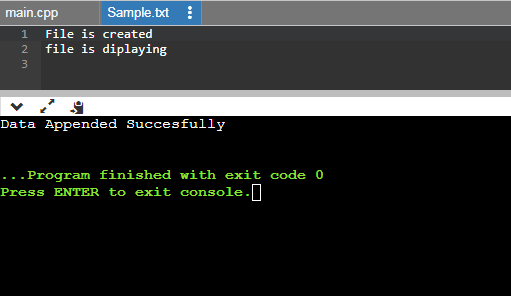 main.cpp Sample.txt
1 File is created
2 file is diplaying
3
Data Appended Succesfully
...Program finished with exit code 0
Press ENTER to exit console.